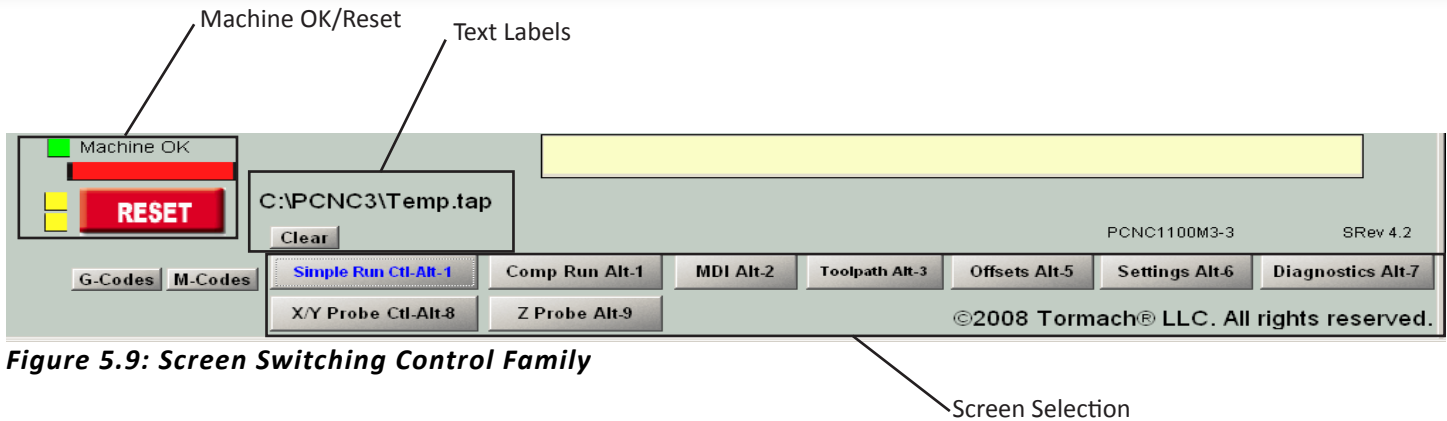 Machine OK/Reset
Text Labels
Machine OK
RESET
C:\PCNC3\Temp.tap
Clear
PCNC1100M3-3 SRev 4.2
G-Codes M-Codes Simple Run Ctl-Alt-1 Comp Run Alt-1 MDI Alt-2 Toolpath Alt-3 Offsets Alt-5 Settings Alt-6 Diagnostics Alt-7
X/Y Probe Ctl-Alt-8 Z Probe Alt-9 ©2008 Tormach® LLC. All rights reserved.
Figure 5.9: Screen Switching Control Family
Screen Selection